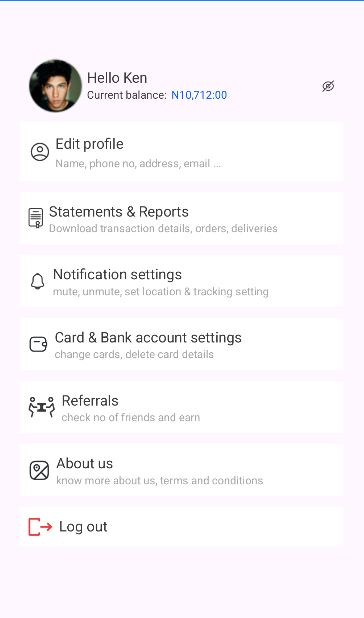 Hello Ken
Current balance: N10,712:00
Edit profile
Name, phone no, address, email ...
Statements & Reports
Download transaction details, orders, deliveries
Notification settings
mute, unmute, set location & tracking setting
Card & Bank account settings
change cards, delete card details
Referrals
check no of friends and earn
About us
know more about us, terms and conditions
Log out